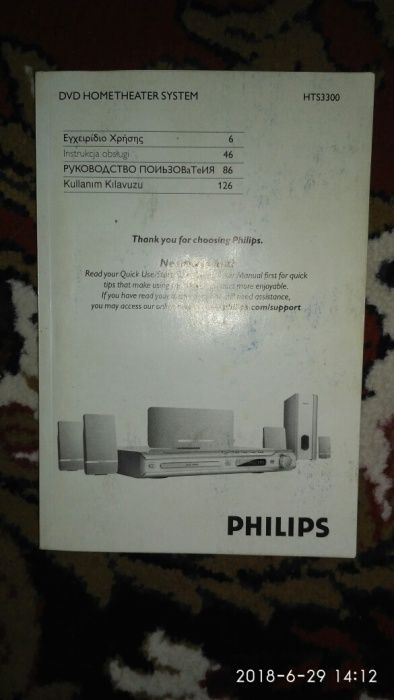 DVD HOMETHEATER SYSTEM HTS3300
Εγχειρίδιο Χρήσης 6
Instrukcja obsługi 46
РУКОВОДСТВО ПОИЬЗОВаТеИЯ 86
Kullanım Kılavuzu 126
Thank you for choosing Philips.
Read your Quick Use/Start Manual first for quick
tips that make using more enjoyable.
If you have read your need assistance,
you may access our philips.com/support
PHILIPS
2018-6-29 14:12